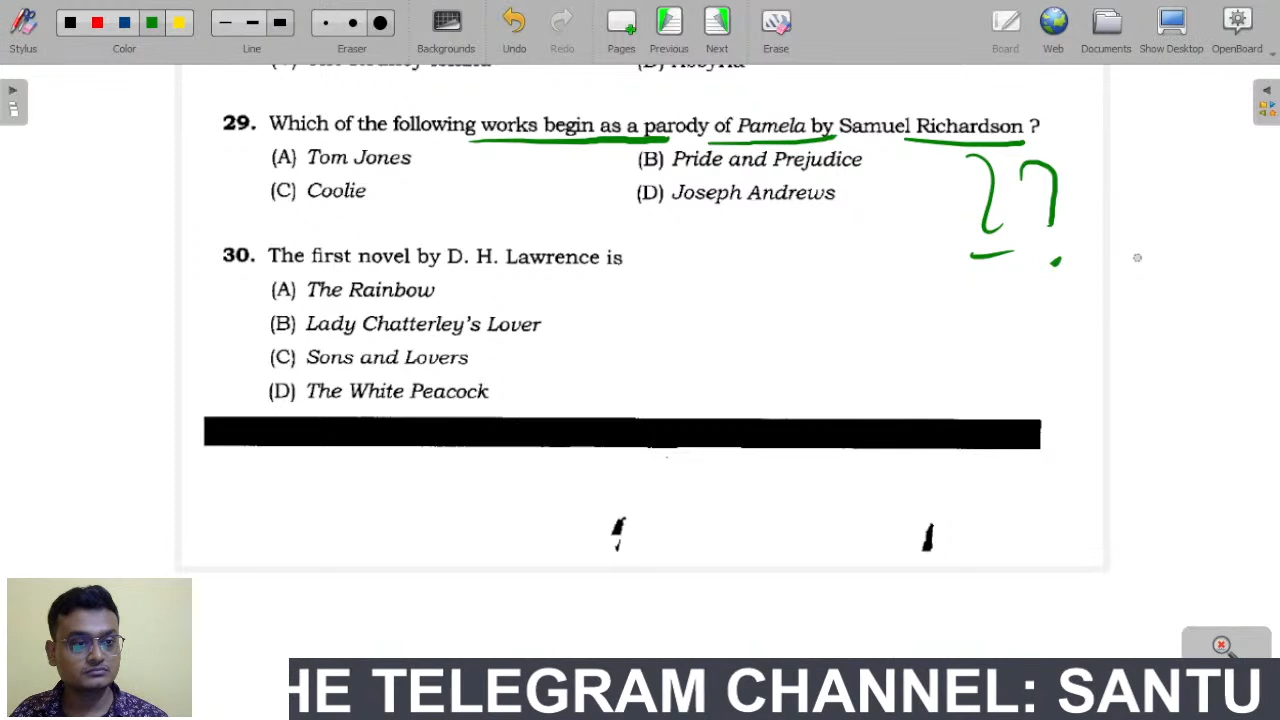 Stylus
Color
Line
Eraser
Backgrounds
Undo
Redo
Pages
Previous
Next
Erase
Board
Web
Documents
Show Desktop
OpenBoard
29. Which of the following works begin as a parody of Pamela by Samuel Richardson ?
(A) Tom Jones
(B) Pride and Prejudice
(C) Coolie
(D) Joseph Andrews
??
30. The first novel by D. H. Lawrence is
(A) The Rainbow
(B) Lady Chatterley's Lover
(C) Sons and Lovers
(D) The White Peacock
HE TELEGRAM CHANNEL: SANTU